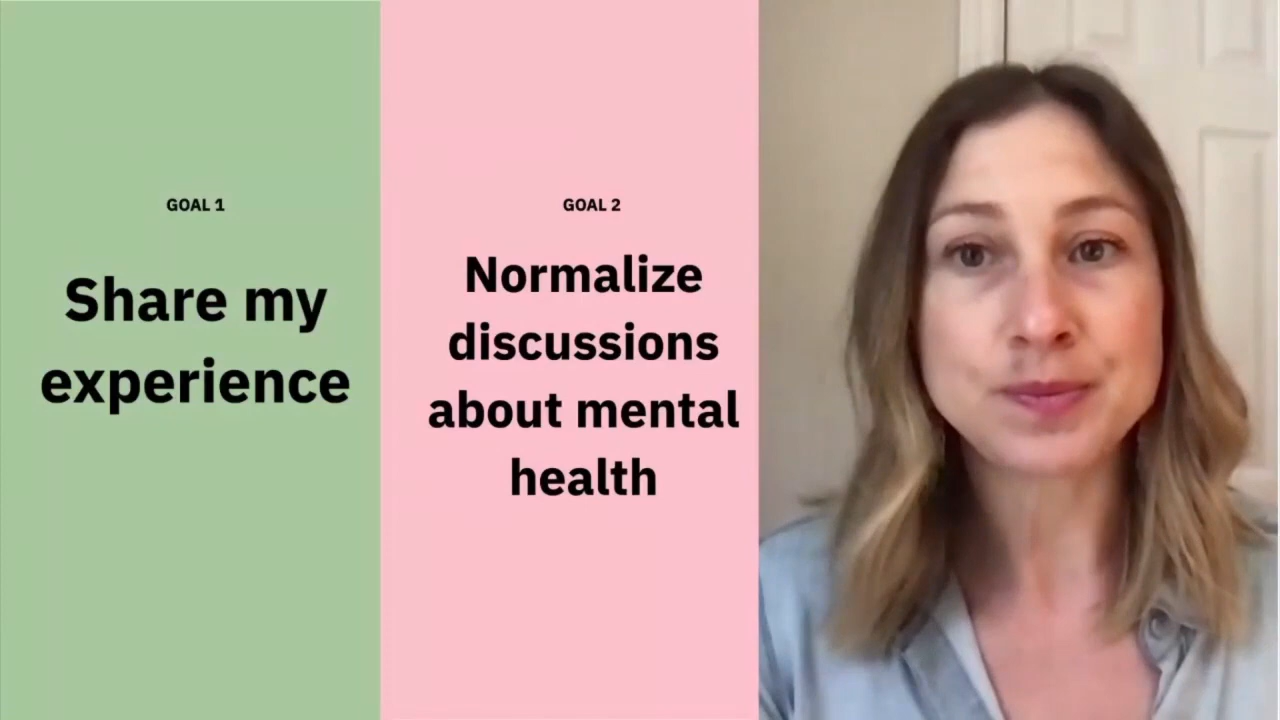 GOAL 1
Share my
experience
GOAL 2
Normalize
discussions
about mental
health